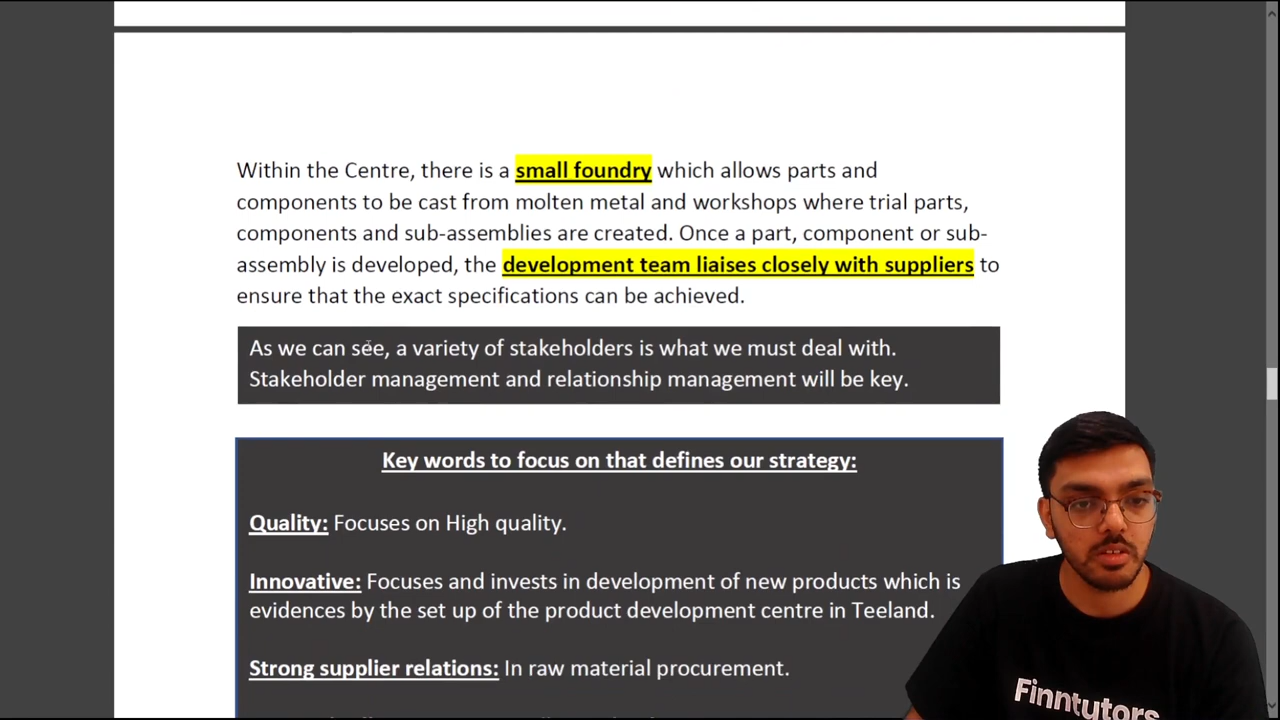 Within the Centre, there is a small foundry which allows parts and
components to be cast from molten metal and workshops where trial parts,
components and sub-assemblies are created. Once a part, component or sub-
assembly is developed, the development team liaises closely with suppliers to
ensure that the exact specifications can be achieved.
As we can see, a variety of stakeholders is what we must deal with.
Stakeholder management and relationship management will be key.
Key words to focus on that defines our strategy:
Quality: Focuses on High quality.
Innovative: Focuses and invests in development of new products which is
evidences by the set up of the product development centre in Teeland.
Strong supplier relations: In raw material procurement.
Finntutors